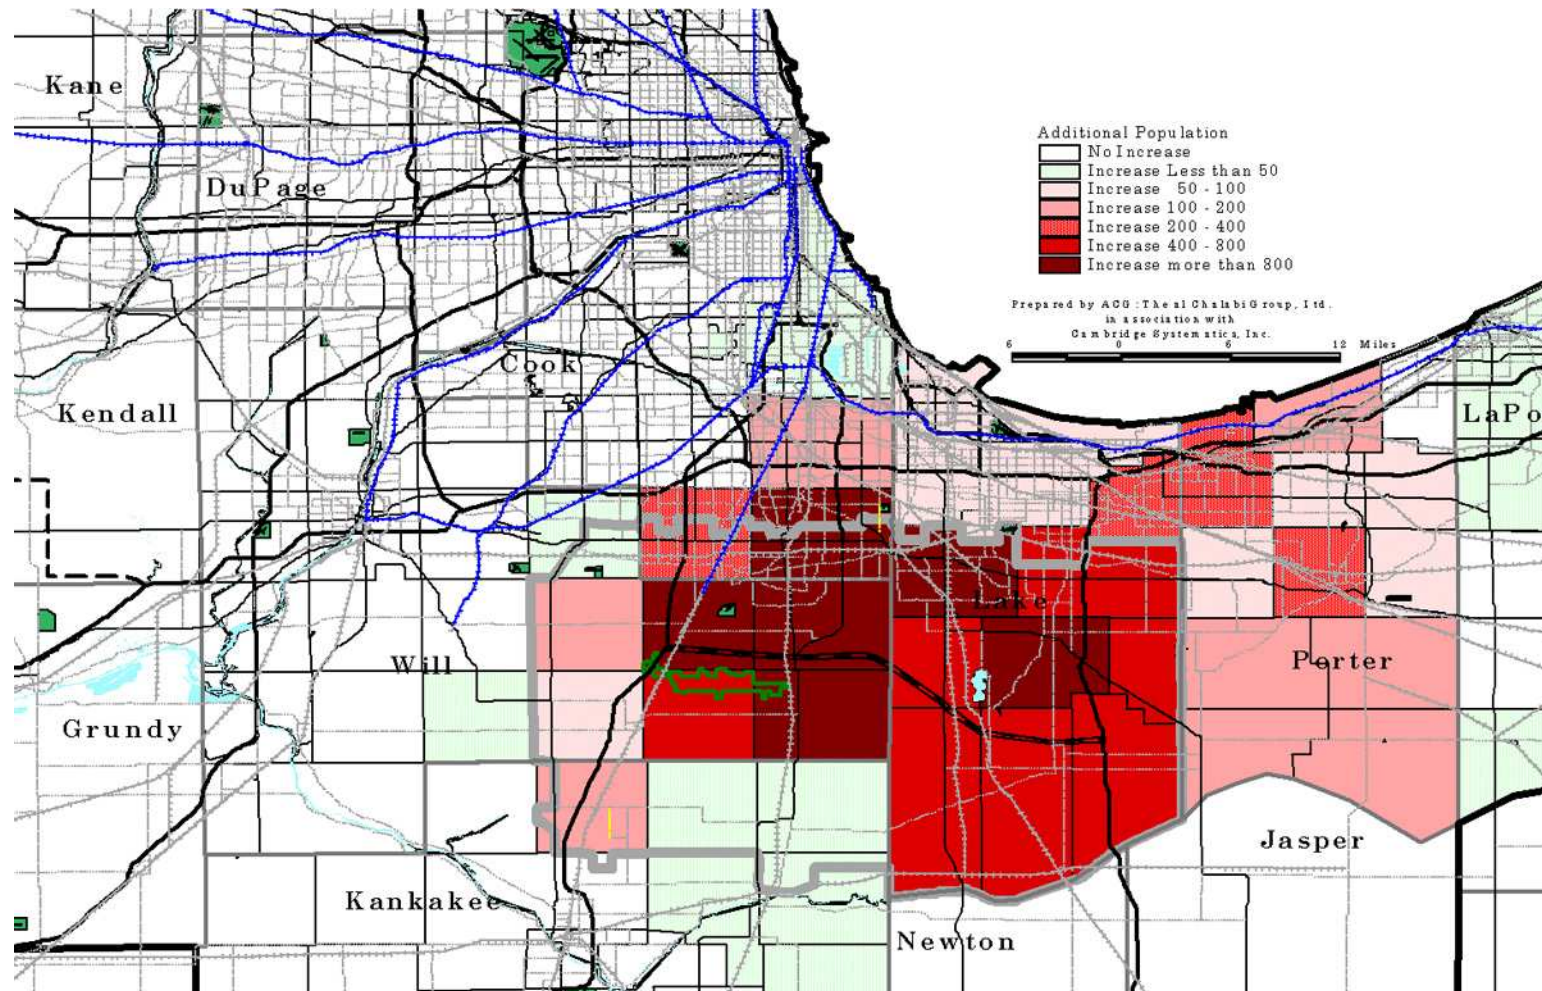 Kane
DuPage
Additional Population
No Increase
Increase Less than 50
Increase 50 - 100
Increase 100 - 200
Increase 200 - 400
Increase 400 - 800
Increase more than 800
Prepared by ACG : The al Chalabi Group, Ltd.
in association with
Cambridge Systematics, Inc.
6 0 6 12 Miles
Cook
Kendall
LaPo
Lake
Will
Porter
Grundy
Jasper
Kankakee
Newton